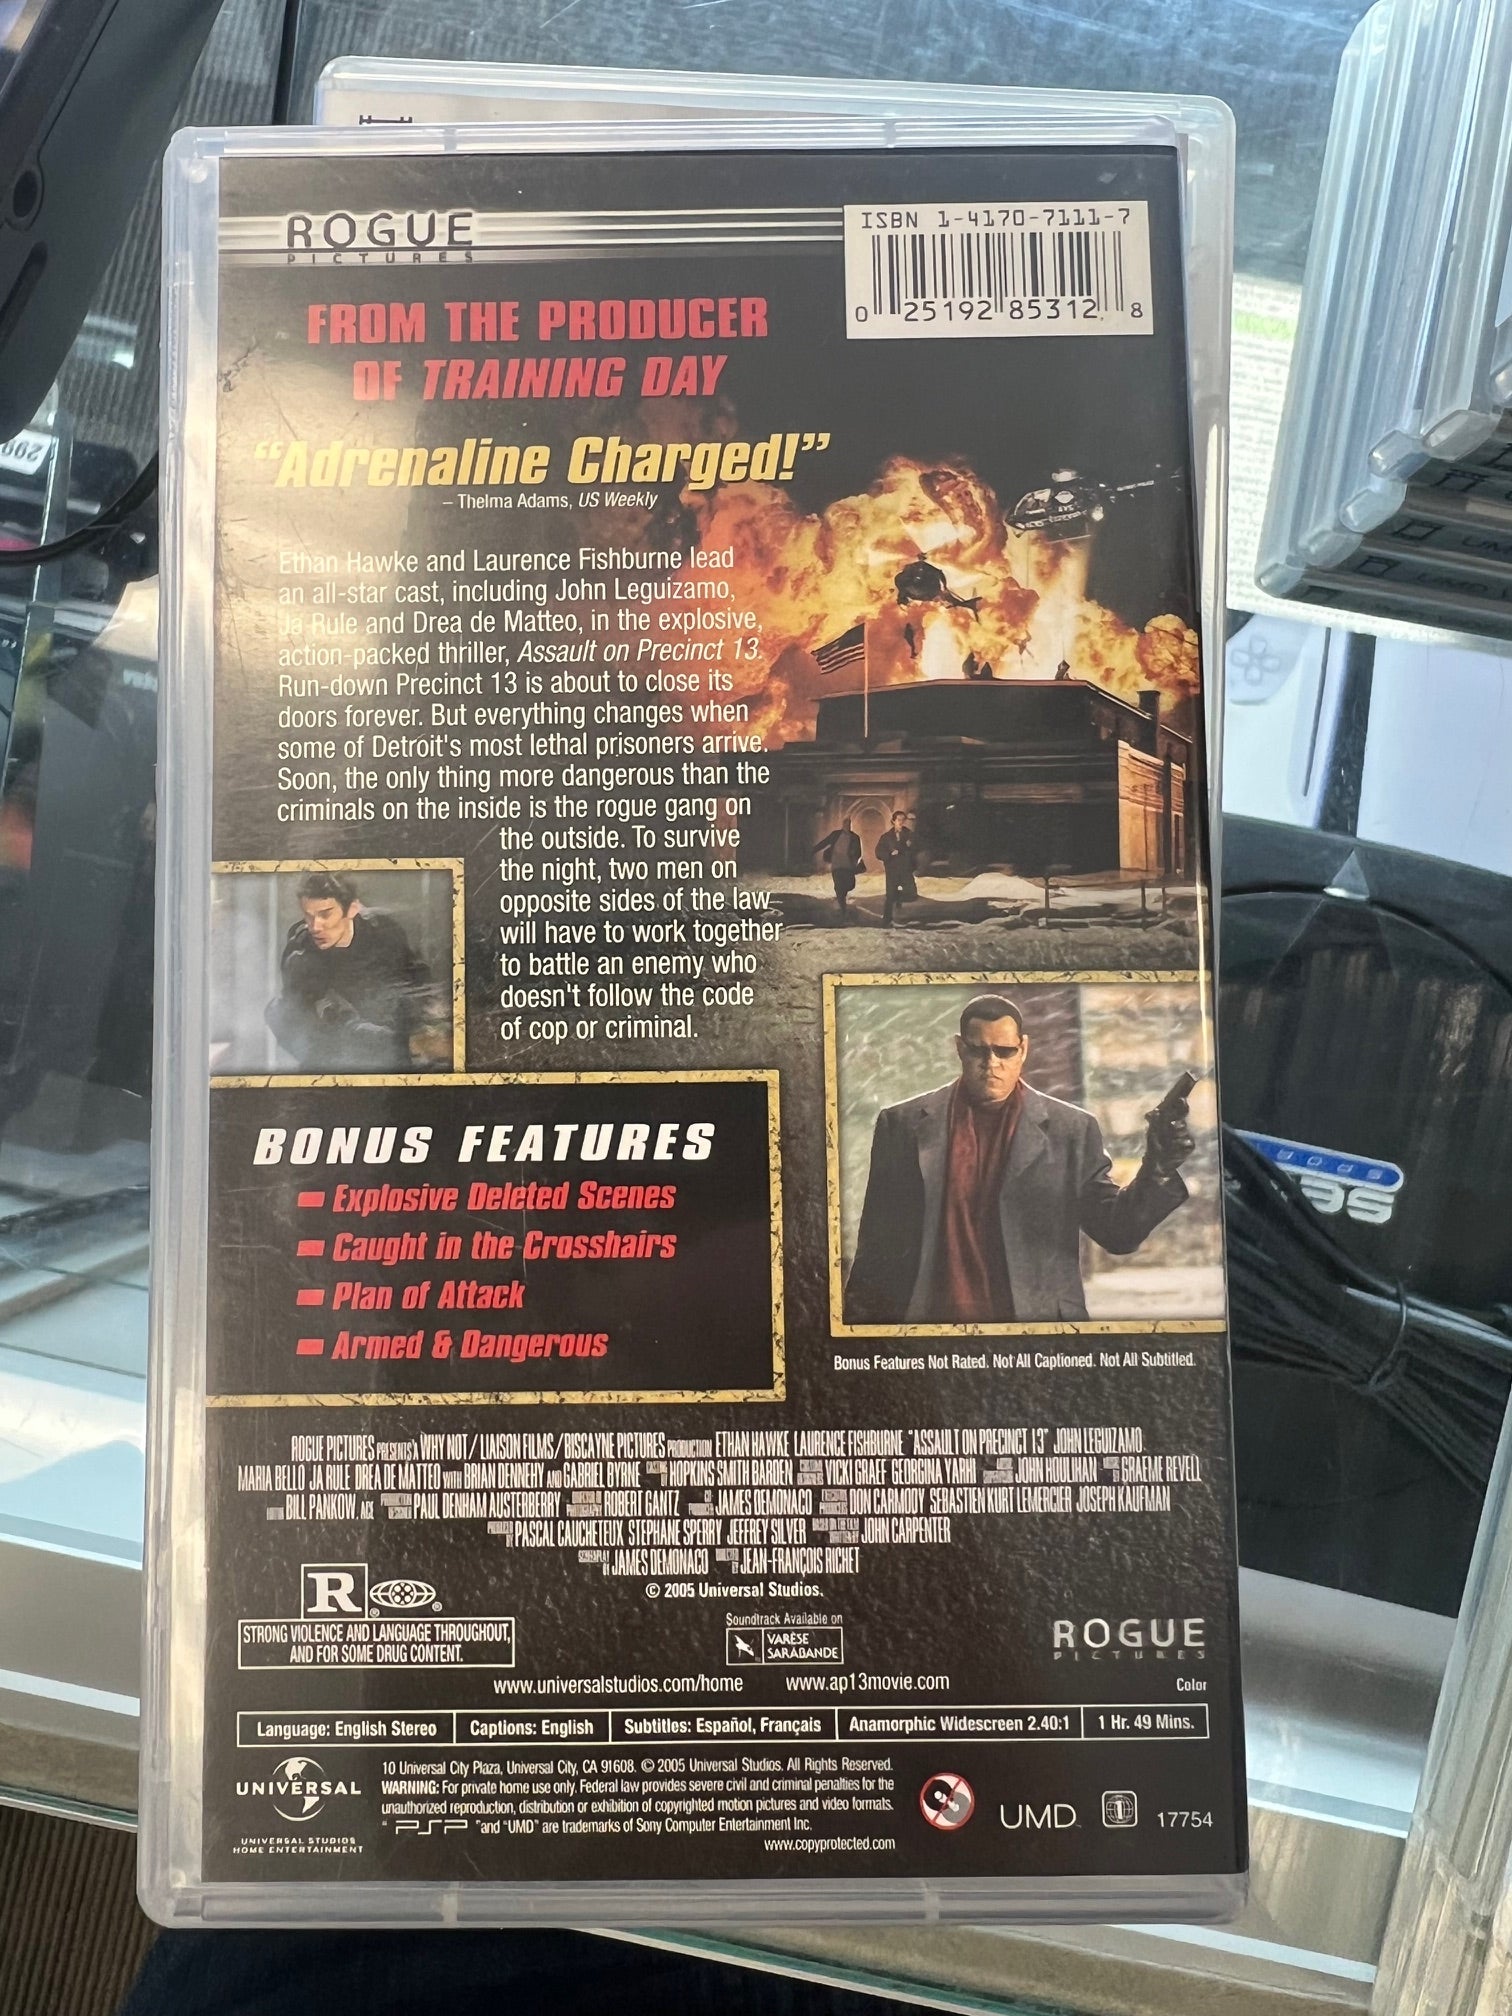 ROGUE
PICTURES
ISBN 1-4170-7111-7
0 25192 85312 8
FROM THE PRODUCER
OF TRAINING DAY
"Adrenaline Charged!"
– Thelma Adams, US Weekly
Ethan Hawke and Laurence Fishburne lead
an all-star cast, including John Leguizamo,
Ja Rule and Drea de Matteo, in the explosive,
action-packed thriller, Assault on Precinct 13.
Run-down Precinct 13 is about to close its
doors forever. But everything changes when
some of Detroit's most lethal prisoners arrive.
Soon, the only thing more dangerous than the
criminals on the inside is the rogue gang on
the outside. To survive
the night, two men on
opposite sides of the law
will have to work together
to battle an enemy who
doesn't follow the code
of cop or criminal.
BONUS FEATURES
Explosive Deleted Scenes
Caught in the Crosshairs
Plan of Attack
Armed & Dangerous
Bonus Features Not Rated. Not All Captioned. Not All Subtitled.
ROGUE PICTURES PRESENTS A WHY NOT / LIAISON FILMS / BISCAYNE PICTURES PRODUCTION ETHAN HAWKE LAURENCE FISHBURNE "ASSAULT ON PRECINCT 13" JOHN LEGUIZAMO
MARIA BELLO JA RULE DREA DE MATTEO WITH BRIAN DENNEHY AND GABRIEL BYRNE HOPKINS SMITH BARDEN VICKI GRAEF GEORGINA YARHI JOHN HOULIHAN GRAEME REVELL
BILL PANKOW, ACE PAUL DENHAM AUSTERBERRY ROBERT GANTZ JAMES DEMONACO DON CARMODY SEBASTIEN KURT LEMERCIER JOSEPH KAUFMAN
PASCAL CAUCHETEUX STEPHANE SPERRY JEFFREY SILVER JOHN CARPENTER
JAMES DEMONACO JEAN-FRANÇOIS RICHET
© 2005 Universal Studios.
R
STRONG VIOLENCE AND LANGUAGE THROUGHOUT,
AND FOR SOME DRUG CONTENT.
Soundtrack Available on
VARÈSE
SARABANDE
ROGUE
PICTURES
www.universalstudios.com/home www.ap13movie.com
Color
Language: English Stereo Captions: English Subtitles: Español, Français Anamorphic Widescreen 2.40:1 1 Hr. 49 Mins.
UNIVERSAL
UNIVERSAL STUDIOS
HOME ENTERTAINMENT
10 Universal City Plaza, Universal City, CA 91608. © 2005 Universal Studios. All Rights Reserved.
WARNING: For private home use only. Federal law provides severe civil and criminal penalties for the
unauthorized reproduction, distribution or exhibition of copyrighted motion pictures and video formats.
"PSP" and "UMD" are trademarks of Sony Computer Entertainment Inc.
www.copyprotected.com
UMD
1
17754